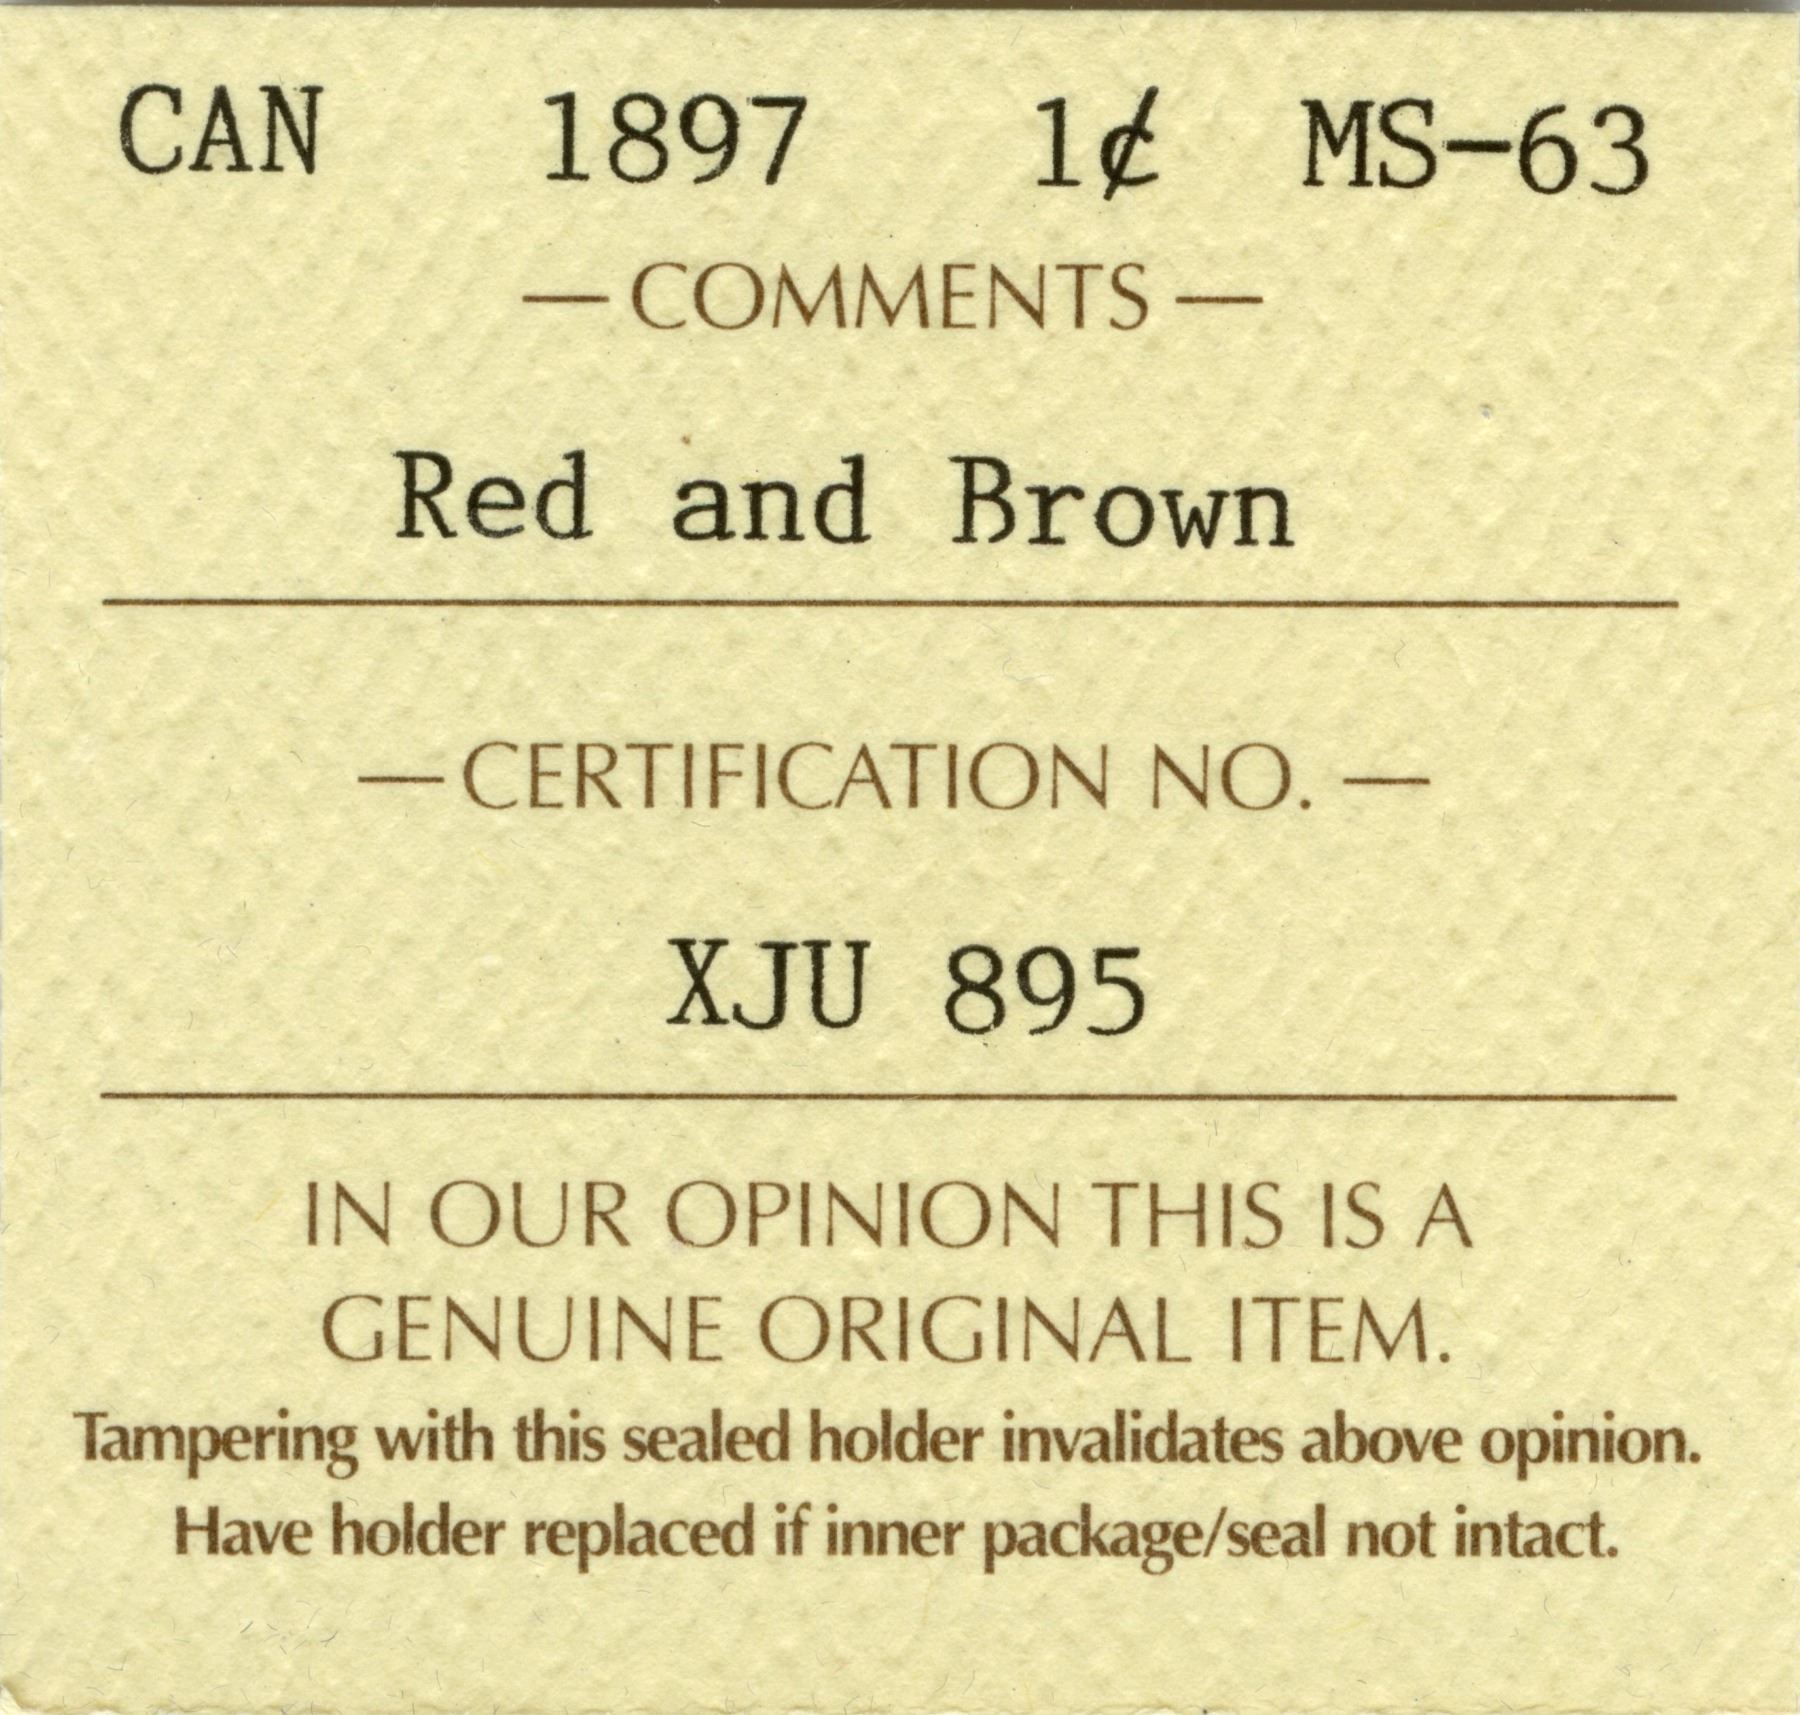 CAN 1897 1¢ MS-63
— COMMENTS —
Red and Brown
— CERTIFICATION NO. —
XJU 895
IN OUR OPINION THIS IS A
GENUINE ORIGINAL ITEM.
Tampering with this sealed holder invalidates above opinion.
Have holder replaced if inner package/seal not intact.